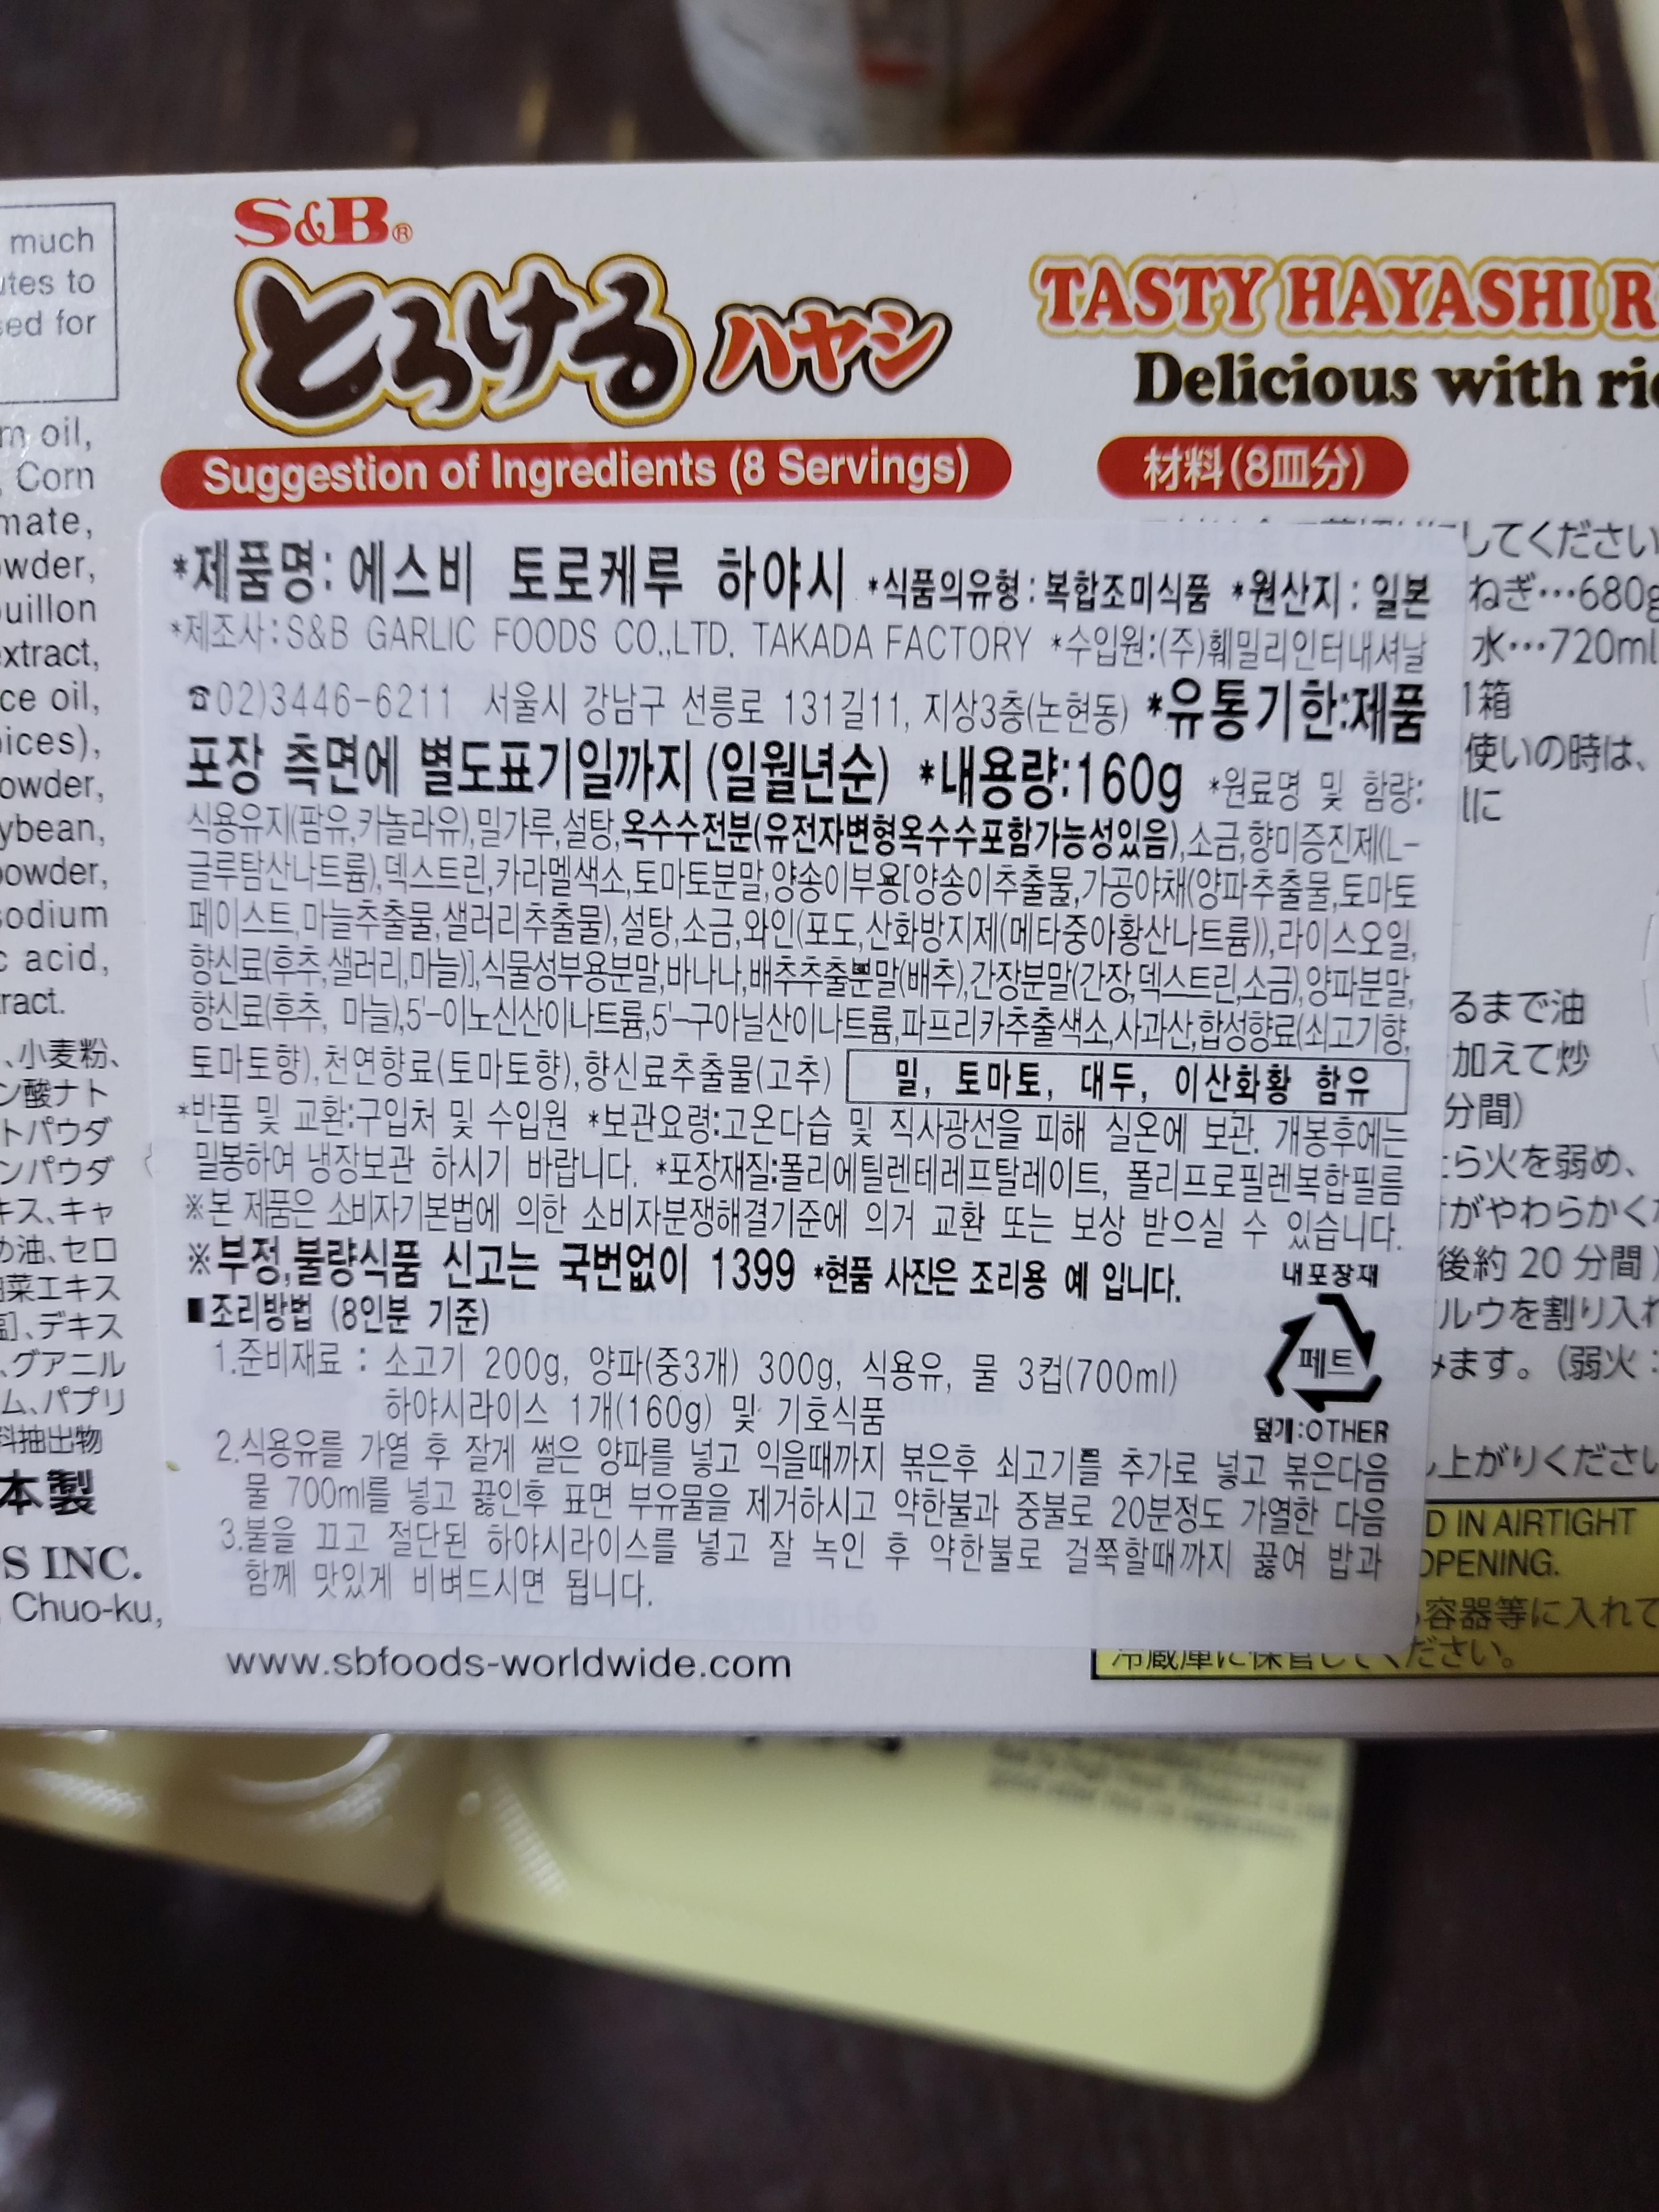 S&B®
とろけるハヤシ
TASTY HAYASHI R
Delicious with ric
Suggestion of Ingredients (8 Servings)
材料(8皿分)
*제품명: 에스비 토로케루 하야시 *식품의유형:복합조미식품 *원산지: 일본
*제조사:S&B GARLIC FOODS CO.,LTD. TAKADA FACTORY *수입원:(주)훼밀리인터내셔날
☎02)3446-6211 서울시 강남구 선릉로 131길11, 지상3층(논현동) *유통기한:제품
포장 측면에 별도표기일까지(일월년순) *내용량:160g *원료명 및 함량:
식용유지(팜유,카놀라유),밀가루,설탕,옥수수전분(유전자변형옥수수포함가능성있음),소금,향미증진제(L-
글루탐산나트륨),덱스트린,카라멜색소,토마토분말,양송이부용[양송이추출물,가공야채(양파추출물,토마토
페이스트,마늘추출물,샐러리추출물),설탕,소금,와인(포도,산화방지제(메타중아황산나트륨)),라이스오일,
향신료(후추,샐러리,마늘)],식물성부용분말,바나나,배추추출분말(배추),간장분말(간장,덱스트린,소금),양파분말,
향신료(후추, 마늘),5'-이노신산이나트륨,5'-구아닐산이나트륨,파프리카추출색소,사과산,합성향료(쇠고기향,
토마토향),천연향료(토마토향),향신료추출물(고추) 밀, 토마토, 대두, 이산화황 함유
*반품 및 교환:구입처 및 수입원 *보관요령:고온다습 및 직사광선을 피해 실온에 보관. 개봉후에는
밀봉하여 냉장보관 하시기 바랍니다. *포장재질:폴리에틸렌테레프탈레이트, 폴리프로필렌복합필름
※본 제품은 소비자기본법에 의한 소비자분쟁해결기준에 의거 교환 또는 보상 받으실 수 있습니다.
※부정,불량식품 신고는 국번없이 1399 *현품 사진은 조리용 예 입니다.
내포장재
페트
덮개:OTHER
■조리방법 (8인분 기준)
1.준비재료 : 소고기 200g, 양파(중3개) 300g, 식용유, 물 3컵(700ml)
하야시라이스 1개(160g) 및 기호식품
2.식용유를 가열 후 잘게 썰은 양파를 넣고 익을때까지 볶은후 쇠고기를 추가로 넣고 볶은다음
물 700ml를 넣고 끓인후 표면 부유물을 제거하시고 약한불과 중불로 20분정도 가열한 다음
3.불을 끄고 절단된 하야시라이스를 넣고 잘 녹인 후 약한불로 걸쭉할때까지 끓여 밥과
함께 맛있게 비벼드시면 됩니다.
www.sbfoods-worldwide.com
much
utes to
sed for
m oil,
, Corn
mate,
owder,
ouillon
extract,
ce oil,
ices),
owder,
ybean,
powder,
sodium
c acid,
ract.
、小麦粉、
ン酸ナト
トパウダ
ンパウダ
キス、キャ
め油、セロ
菜エキス
、デキス
、グアニル
ム、パプリ
料抽出物
本製
S INC.
Chuo-ku,
してください
ねぎ…680g
水…720ml
1箱
使いの時は、
るまで油
加えて炒
分間)
ら火を弱め、
がやわらかくな
後約20分間)
ルウを割り入れ
みます。(弱火:
上がりください
D IN AIRTIGHT
OPENING.
容器等に入れて
冷蔵庫に保管してください。